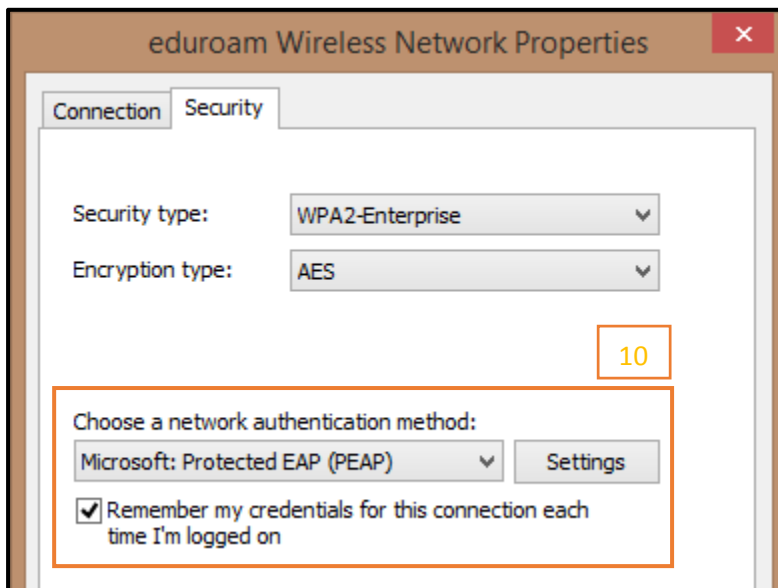 eduroam Wireless Network Properties
Connection Security
Security type: WPA2-Enterprise
Encryption type: AES
10
Choose a network authentication method:
Microsoft: Protected EAP (PEAP) Settings
Remember my credentials for this connection each
time I'm logged on